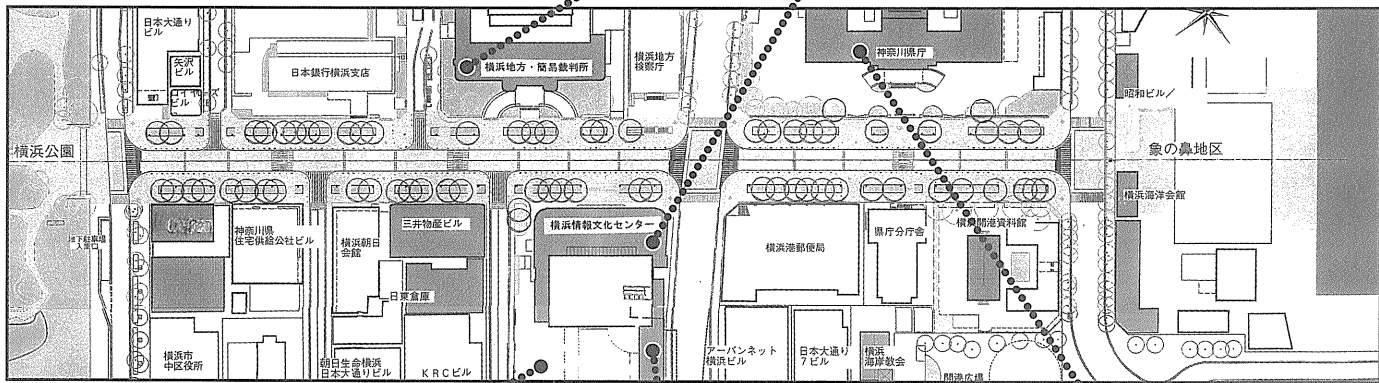 日本大通り
ビル
矢沢
ビル
ロイヤーズ
ビル
日本銀行横浜支店
横浜地方・簡易裁判所
横浜地方
検察庁
神奈川県庁
昭和ビル/
横浜公園
象の鼻地区
地下駐車場
入出口
神奈川県
住宅供給公社ビル
横浜朝日
会館
三井物産ビル
日東倉庫
横浜情報文化センター
横浜港郵便局
県庁分庁舎
横浜開港資料館
横浜海洋会館
横浜市
中区役所
朝日生命横浜
日本大通りビル
KRCビル
アーバンネット
横浜ビル
日本大通り
7ビル
横浜
海岸教会
開港広場